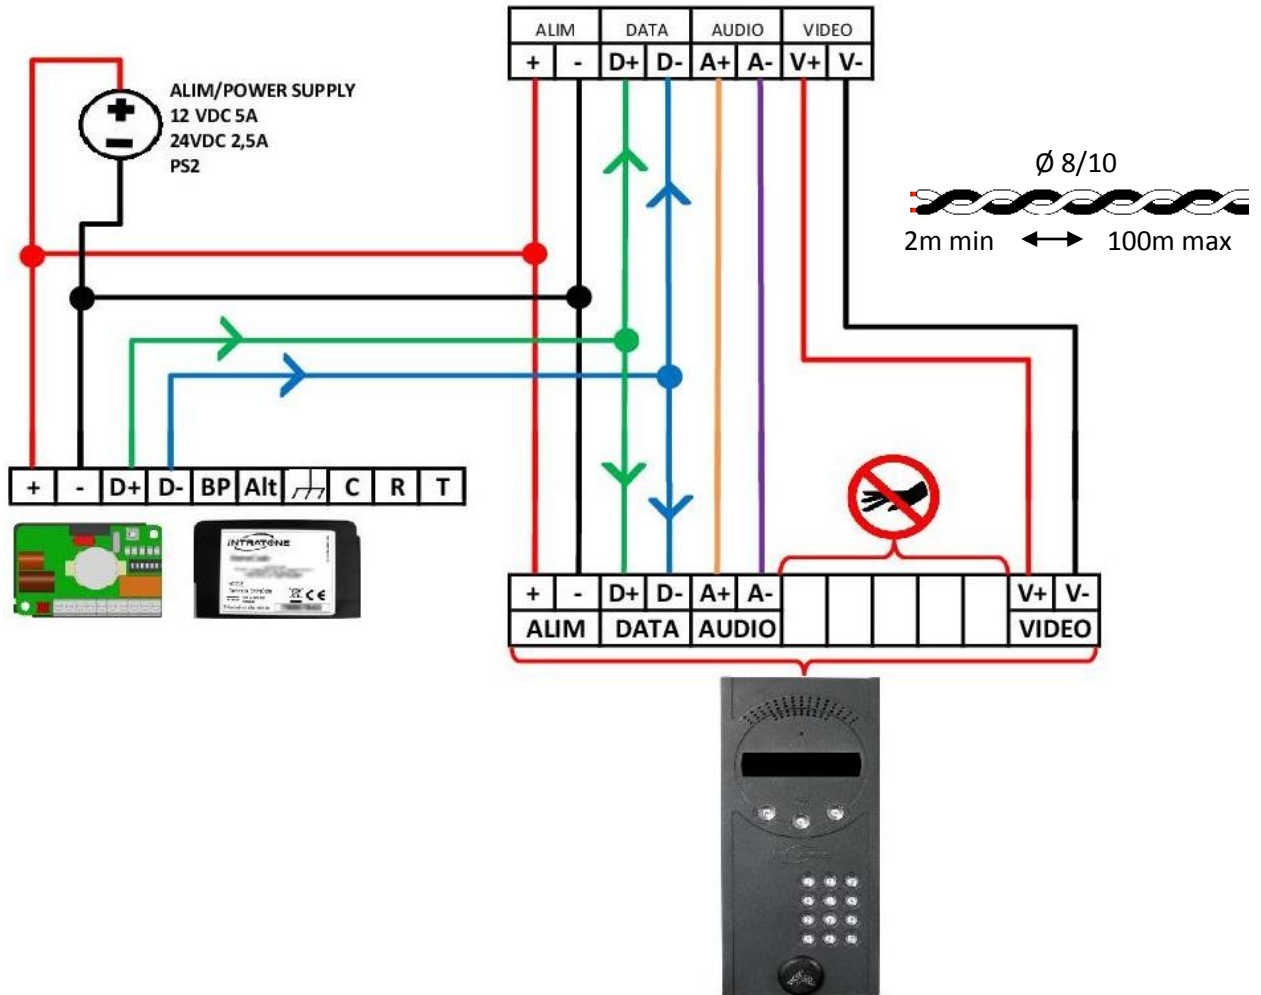 ALIM DATA AUDIO VIDEO
+ - D+ D- A+ A- V+ V-
ALIM/POWER SUPPLY
12 VDC 5A
24VDC 2,5A
PS2
Ø 8/10
2m min 100m max
+ - D+ D- BP Alt C R T
INTRATONE
+ - D+ D- A+ A- V+ V-
ALIM DATA AUDIO VIDEO